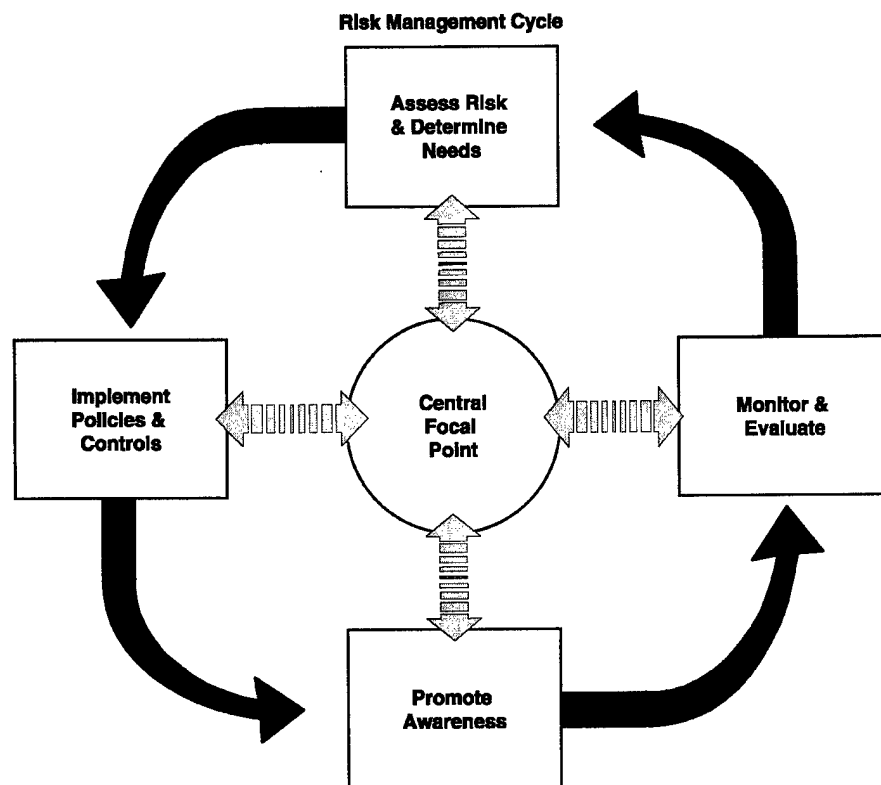 Risk Management Cycle
Assess Risk
& Determine
Needs
Implement
Policies &
Controls
Central
Focal
Point
Monitor &
Evaluate
Promote
Awareness